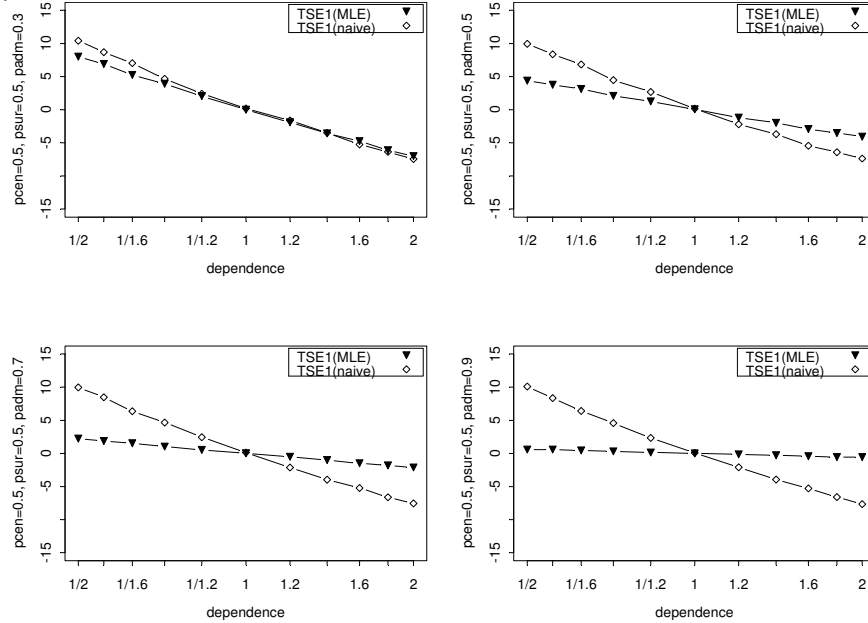 TSE1(MLE)
TSE1(naive)
pcen=0.5, psur=0.5, padm=0.3
15
10
5
0
-5
-15
1/2 1/1.6 1/1.2 1 1.2 1.6 2
dependence
TSE1(MLE)
TSE1(naive)
pcen=0.5, psur=0.5, padm=0.5
15
10
5
0
-5
-15
1/2 1/1.6 1/1.2 1 1.2 1.6 2
dependence
TSE1(MLE)
TSE1(naive)
pcen=0.5, psur=0.5, padm=0.7
15
10
5
0
-5
-15
1/2 1/1.6 1/1.2 1 1.2 1.6 2
dependence
TSE1(MLE)
TSE1(naive)
pcen=0.5, psur=0.5, padm=0.9
15
10
5
0
-5
-15
1/2 1/1.6 1/1.2 1 1.2 1.6 2
dependence